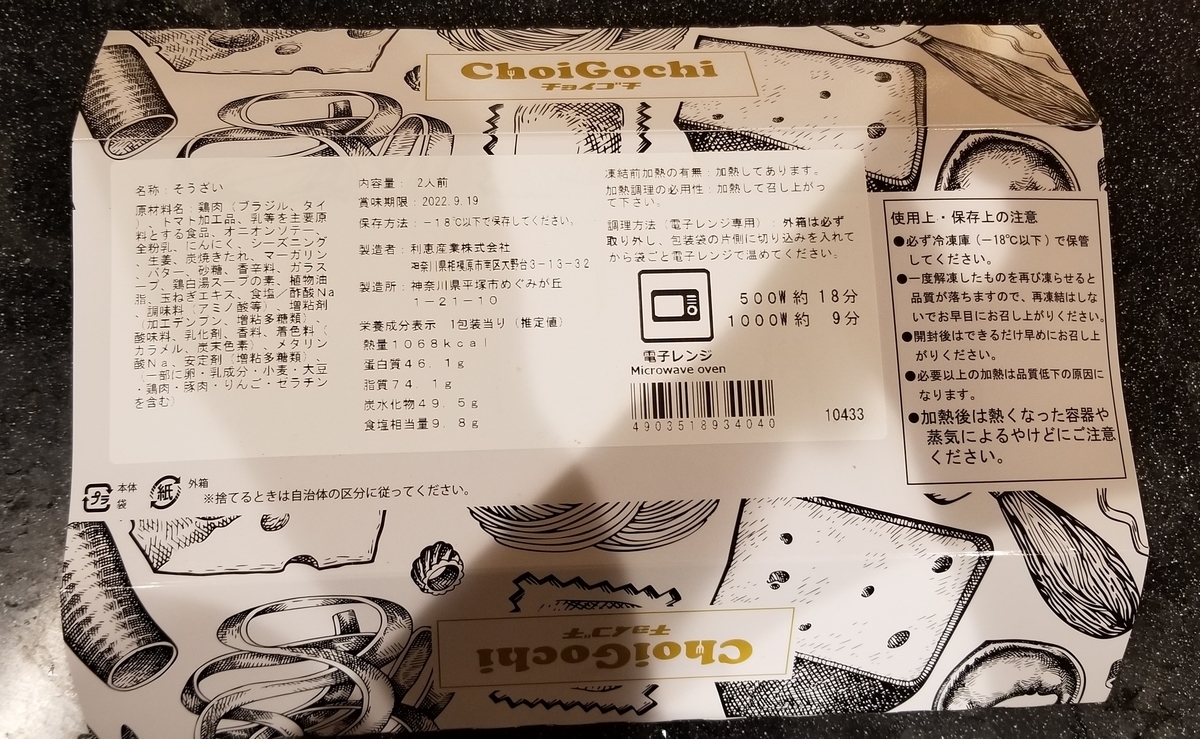 ChoiGochi
チョイゴチ
名称：そうざい
原材料名：鶏肉（ブラジル、タイ
）、トマト加工品、乳等を主要原
料とする食品、オニオンソテー、
全粉乳、にんにく、シーズニング
、生姜、炭焼きたれ、マーガリン
、バター、砂糖、香辛料、ガラス
ープ、鶏白湯スープの素、植物油
脂、玉ねぎエキス、食塩／酢酸Ｎａ
、調味料（アミノ酸等）、増粘剤
（加工デンプン、増粘多糖類）、
酸味料、乳化剤、香料、着色料（
カラメル、炭末色素）、メタリン
酸Ｎａ、安定剤（増粘多糖類）、
（一部に卵・乳成分・小麦・大豆
・鶏肉・豚肉・りんご・ゼラチン
を含む）
内容量： 2人前
賞味期限：2022.9.19
保存方法：－１８℃以下で保存してください。
製造者：利恵産業株式会社
神奈川県相模原市南区大野台３－１３－３２
製造所：神奈川県平塚市めぐみが丘
１－２１－１０
栄養成分表示 1包装当り（推定値）
熱量１０６８ｋｃａｌ
蛋白質４６．１ｇ
脂質７４．１ｇ
炭水化物４９．５ｇ
食塩相当量９．８ｇ
凍結前加熱の有無：加熱してあります。
加熱調理の必用性：加熱して召し上がっ
て下さい。
調理方法（電子レンジ専用）：外箱は必ず
取り外し、包装袋の片側に切り込みを入れて
から袋ごと電子レンジで温めてください。
500W 約 18分
1000W 約 9分
電子レンジ
Microwave oven
4903518934040
10433
使用上・保存上の注意
●必ず冷凍庫（－18℃以下）で保管
してください。
●一度解凍したものを再び凍らせると
品質が落ちますので、再凍結はしな
いでお早目にお召し上がりください。
●開封後はできるだけ早めにお召し上
がりください。
●必要以上の加熱は品質低下の原因に
なります。
●加熱後は熱くなった容器や
蒸気によるやけどにご注意
ください。
プラ 本体
袋
紙 外箱
※捨てるときは自治体の区分に従ってください。
チョイゴチ
ChoiGochi